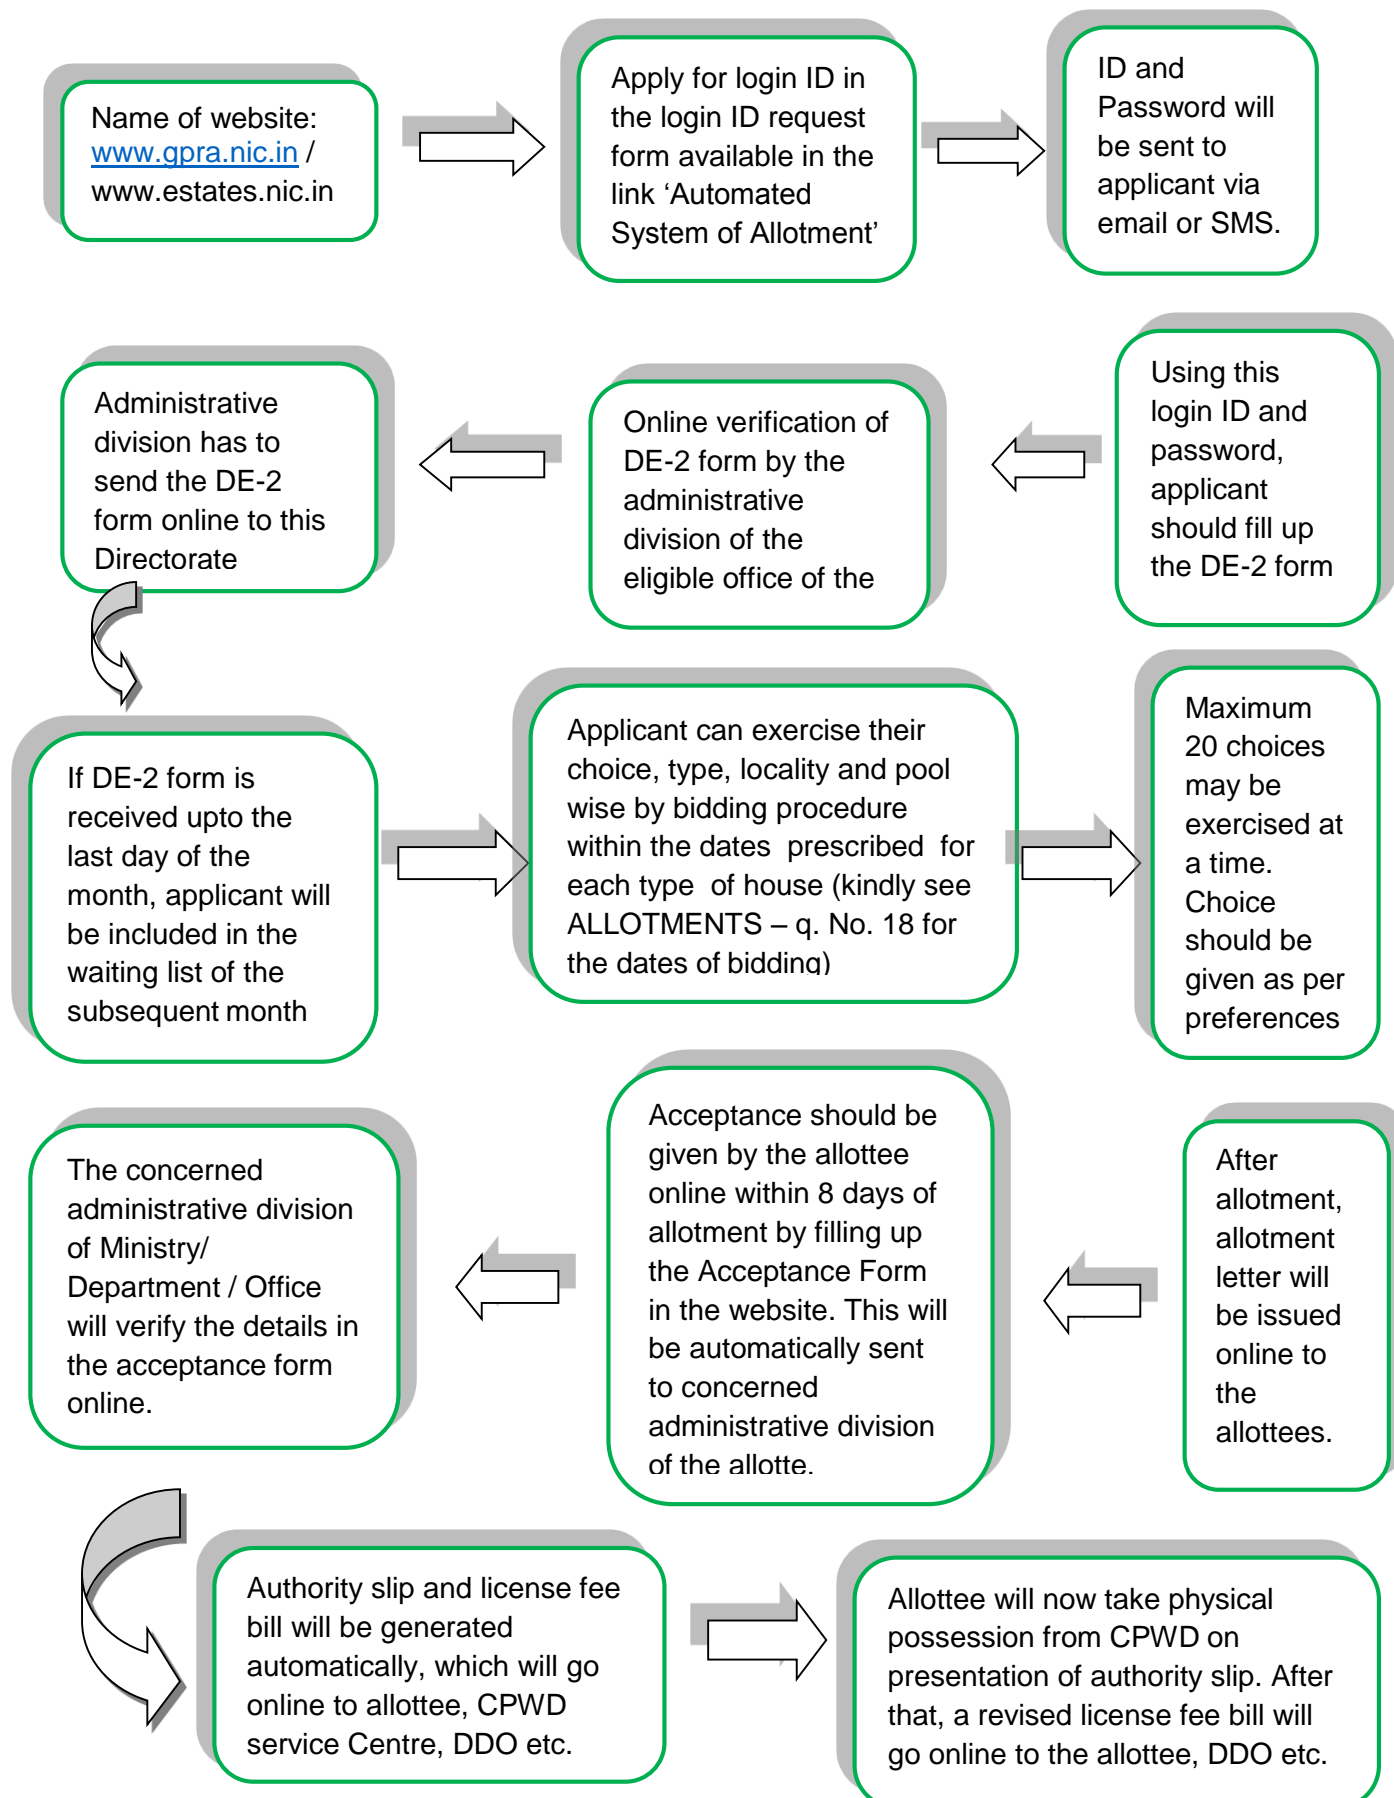 Name of website:
www.gpra.nic.in /
www.estates.nic.in
Apply for login ID in
the login ID request
form available in the
link ‘Automated
System of Allotment’
ID and
Password will
be sent to
applicant via
email or SMS.
Using this
login ID and
password,
applicant
should fill up
the DE-2 form
Online verification of
DE-2 form by the
administrative
division of the
eligible office of the
Administrative
division has to
send the DE-2
form online to this
Directorate
If DE-2 form is
received upto the
last day of the
month, applicant will
be included in the
waiting list of the
subsequent month
Applicant can exercise their
choice, type, locality and pool
wise by bidding procedure
within the dates prescribed for
each type of house (kindly see
ALLOTMENTS – q. No. 18 for
the dates of bidding)
Maximum
20 choices
may be
exercised at
a time.
Choice
should be
given as per
preferences
After
allotment,
allotment
letter will
be issued
online to
the
allottees.
Acceptance should be
given by the allottee
online within 8 days of
allotment by filling up
the Acceptance Form
in the website. This will
be automatically sent
to concerned
administrative division
of the allotte.
The concerned
administrative division
of Ministry/
Department / Office
will verify the details in
the acceptance form
online.
Authority slip and license fee
bill will be generated
automatically, which will go
online to allottee, CPWD
service Centre, DDO etc.
Allottee will now take physical
possession from CPWD on
presentation of authority slip. After
that, a revised license fee bill will
go online to the allottee, DDO etc.